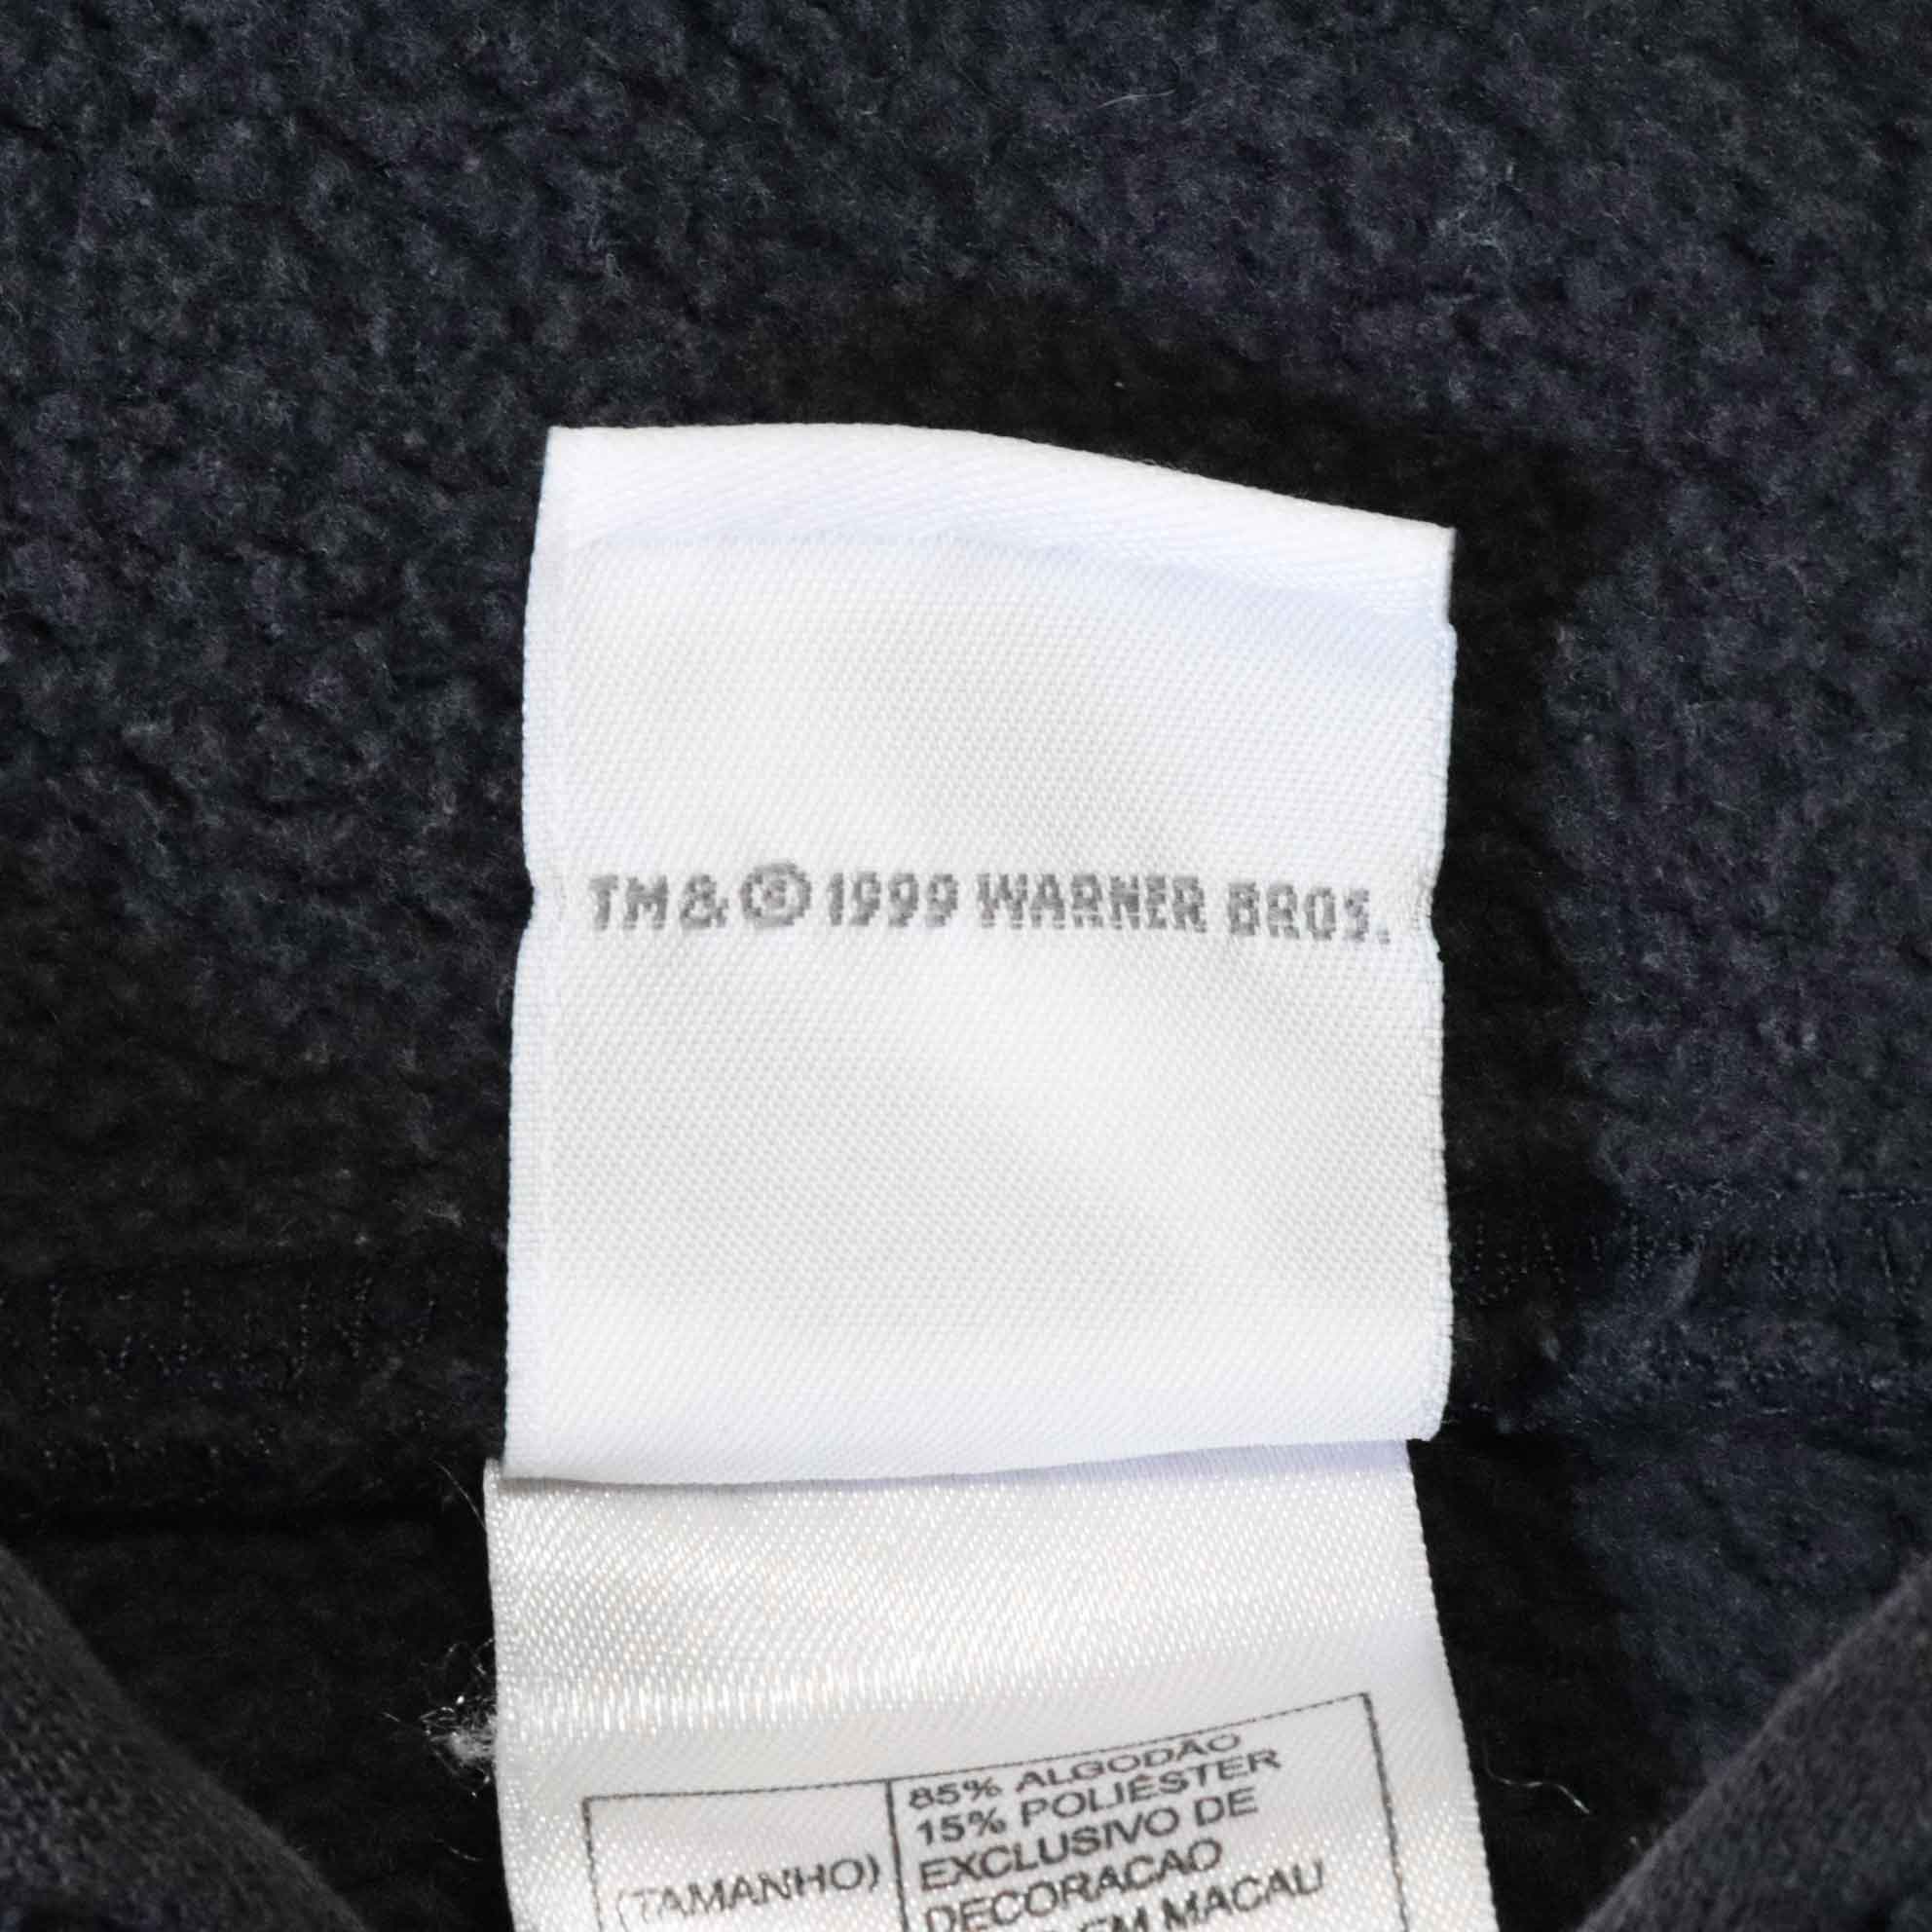 TM & © 1999 WARNER BROS.
85% ALGODÃO
15% POLIÉSTER
EXCLUSIVO DE
DECORACAO
EM MACAU
(TAMANHO)